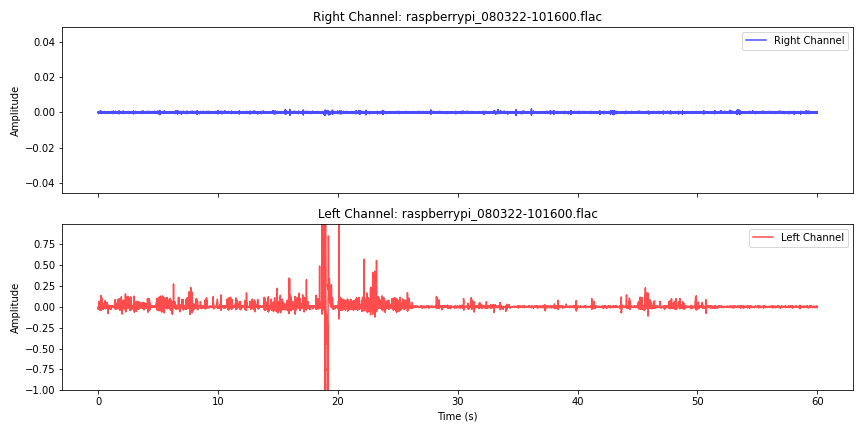 Right Channel: raspberrypi_080322-101600.flac
Right Channel
Amplitude
0.04
0.02
0.00
−0.02
−0.04
Left Channel: raspberrypi_080322-101600.flac
Left Channel
Amplitude
0.75
0.50
0.25
0.00
−0.25
−0.50
−0.75
−1.00
0 10 20 30 40 50 60
Time (s)